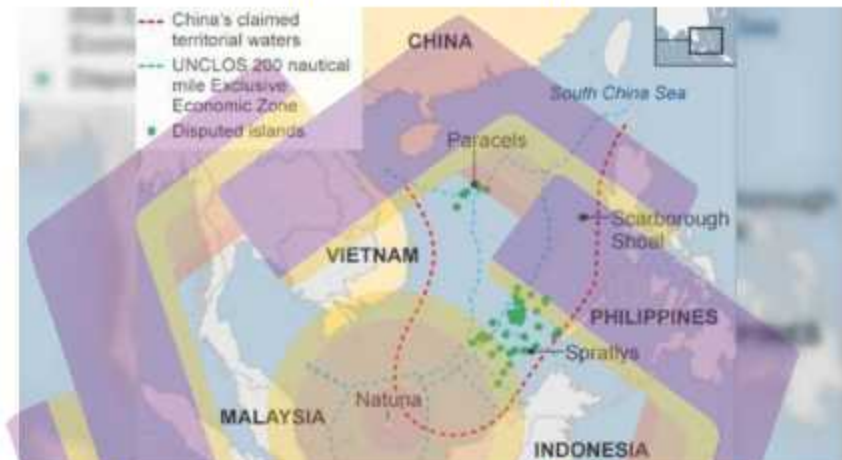 China's claimed
territorial waters
UNCLOS 200 nautical
mile Exclusive
Economic Zone
Disputed islands
CHINA
South China Sea
Paracels
Scarborough
Shoal
VIETNAM
PHILIPPINES
Spratlys
Natuna
MALAYSIA
INDONESIA